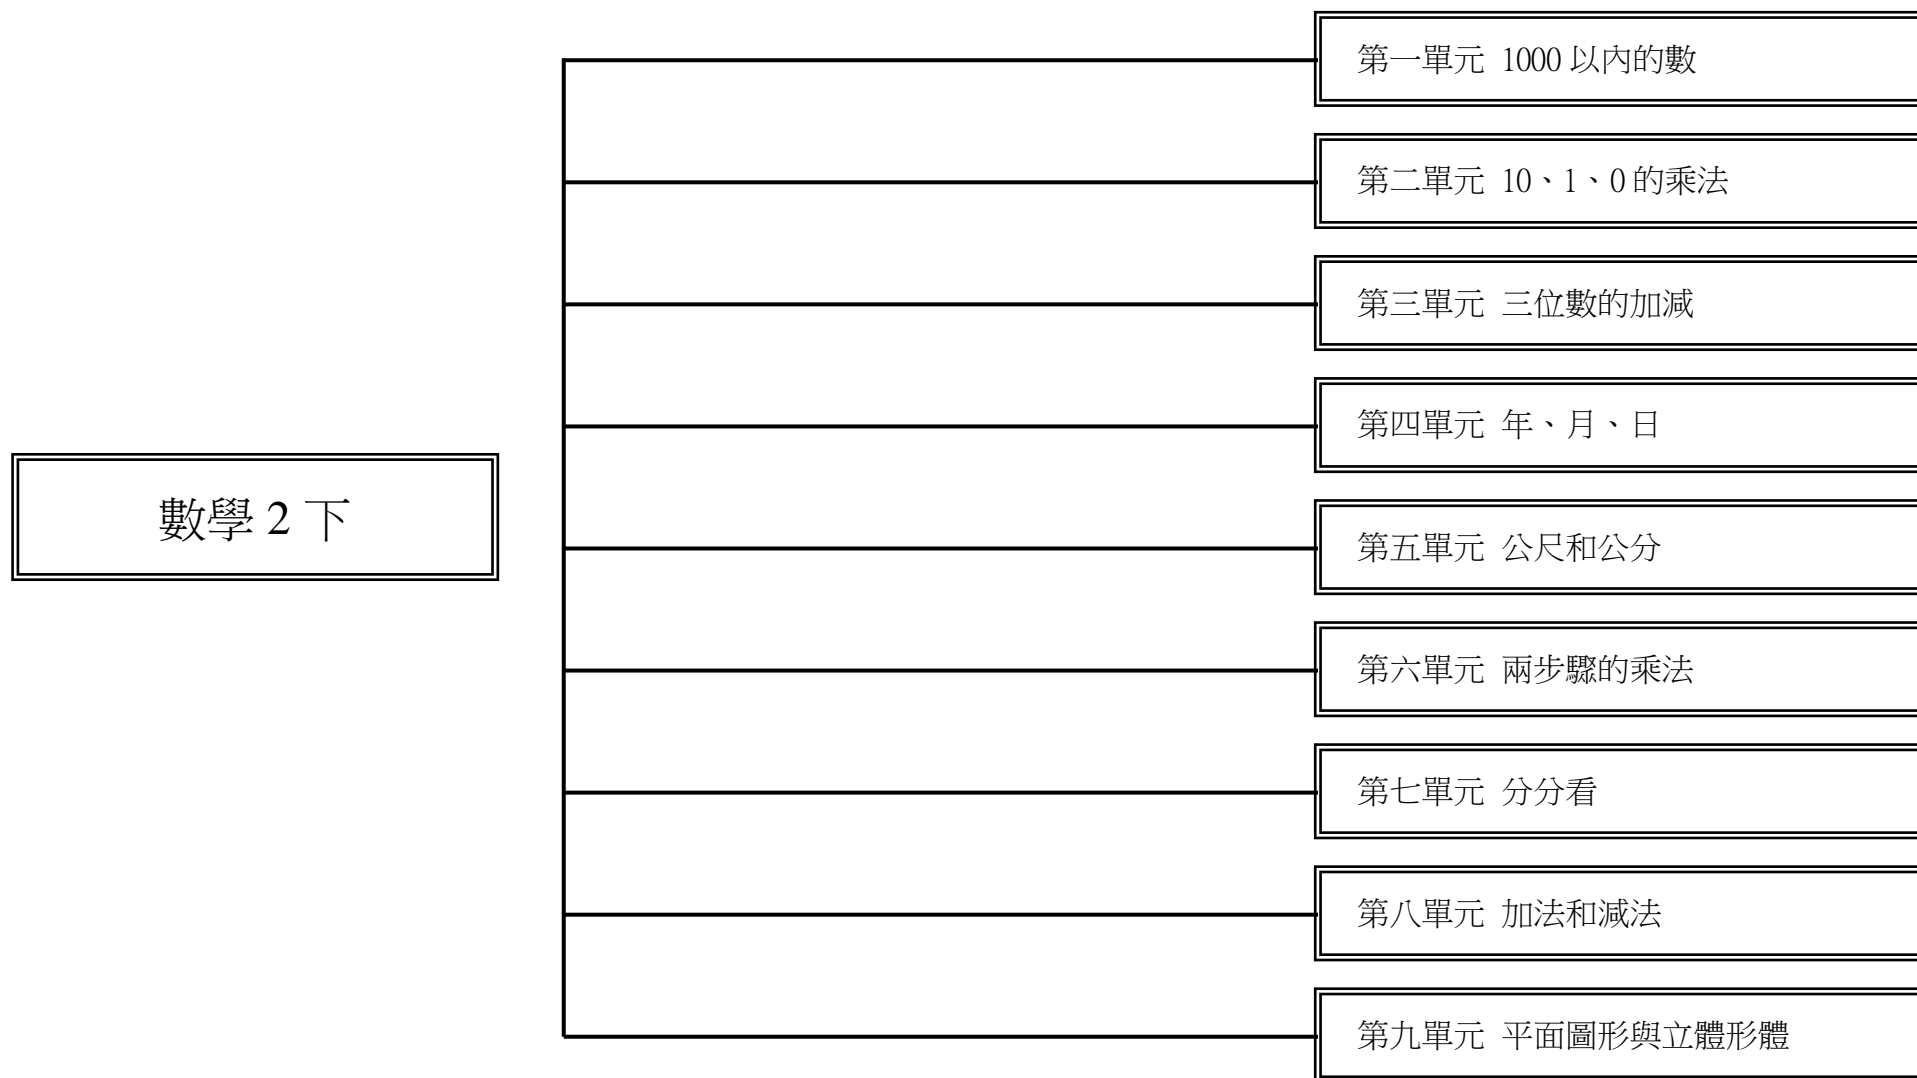 第一單元 1000 以內的數
第二單元 10、1、0 的乘法
第三單元 三位數的加減
第四單元 年、月、日
數學 2 下
第五單元 公尺和公分
第六單元 兩步驟的乘法
第七單元 分分看
第八單元 加法和減法
第九單元 平面圖形與立體形體